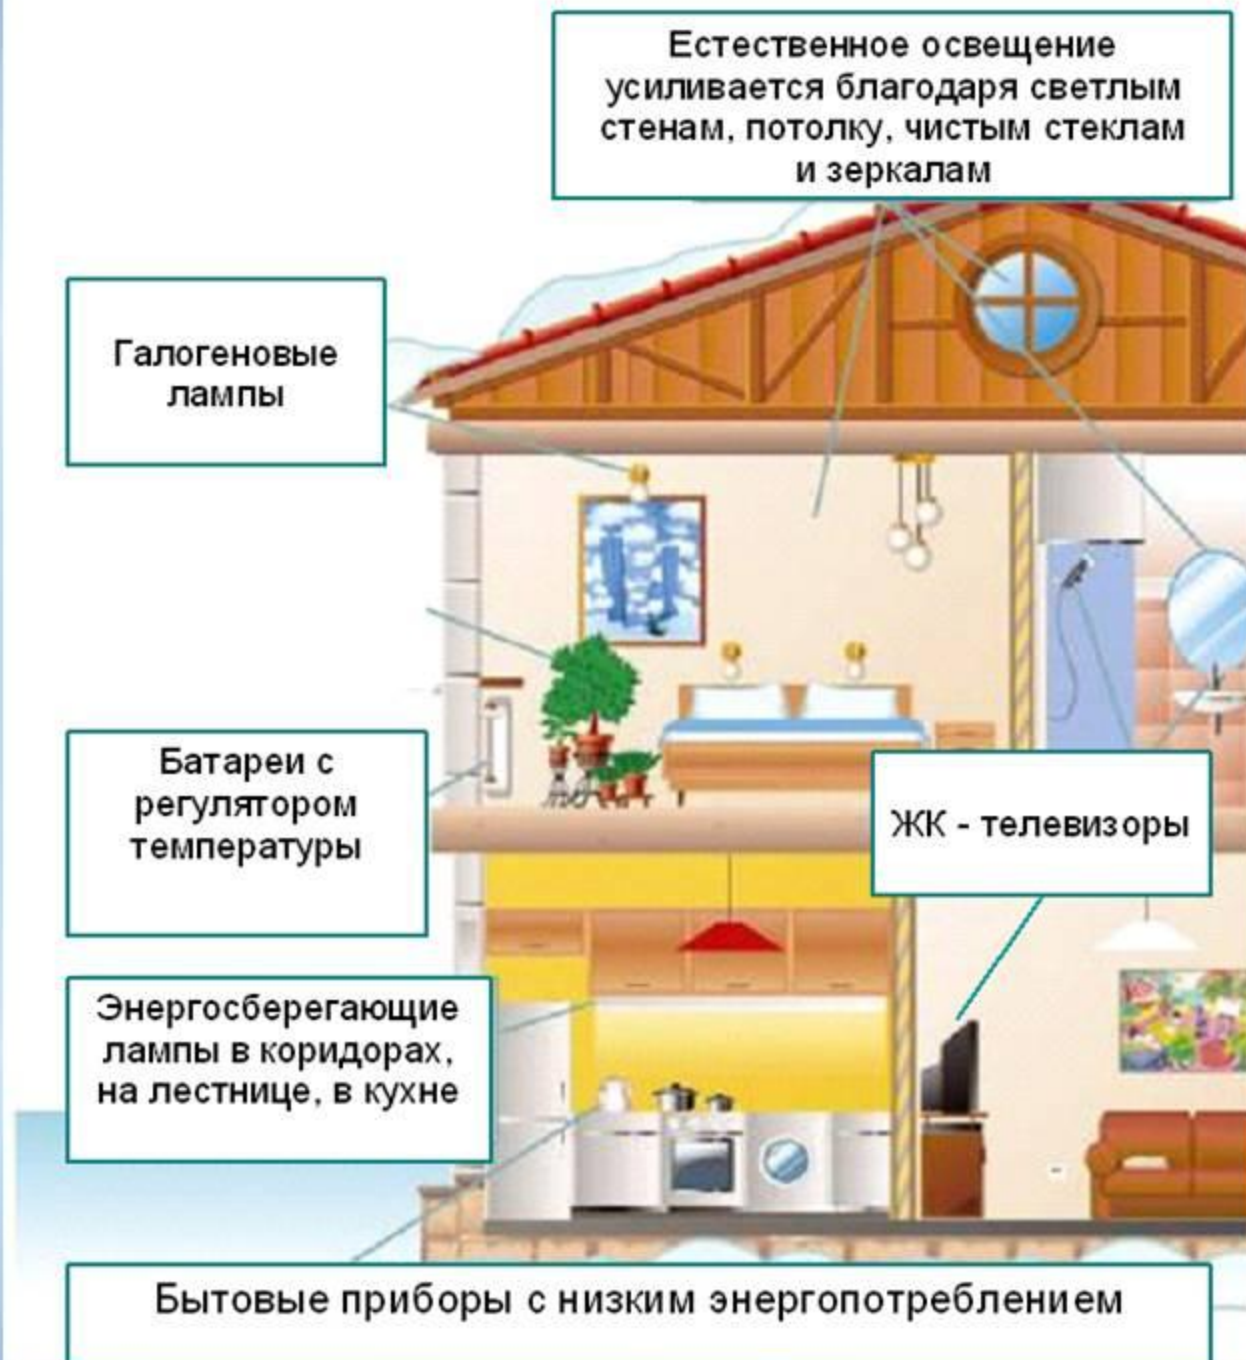 Естественное освещение
усиливается благодаря светлым
стенам, потолку, чистым стеклам
и зеркалам
Галогеновые
лампы
Батареи с
регулятором
температуры
ЖК - телевизоры
Энергосберегающие
лампы в коридорах,
на лестнице, в кухне
Бытовые приборы с низким энергопотреблением